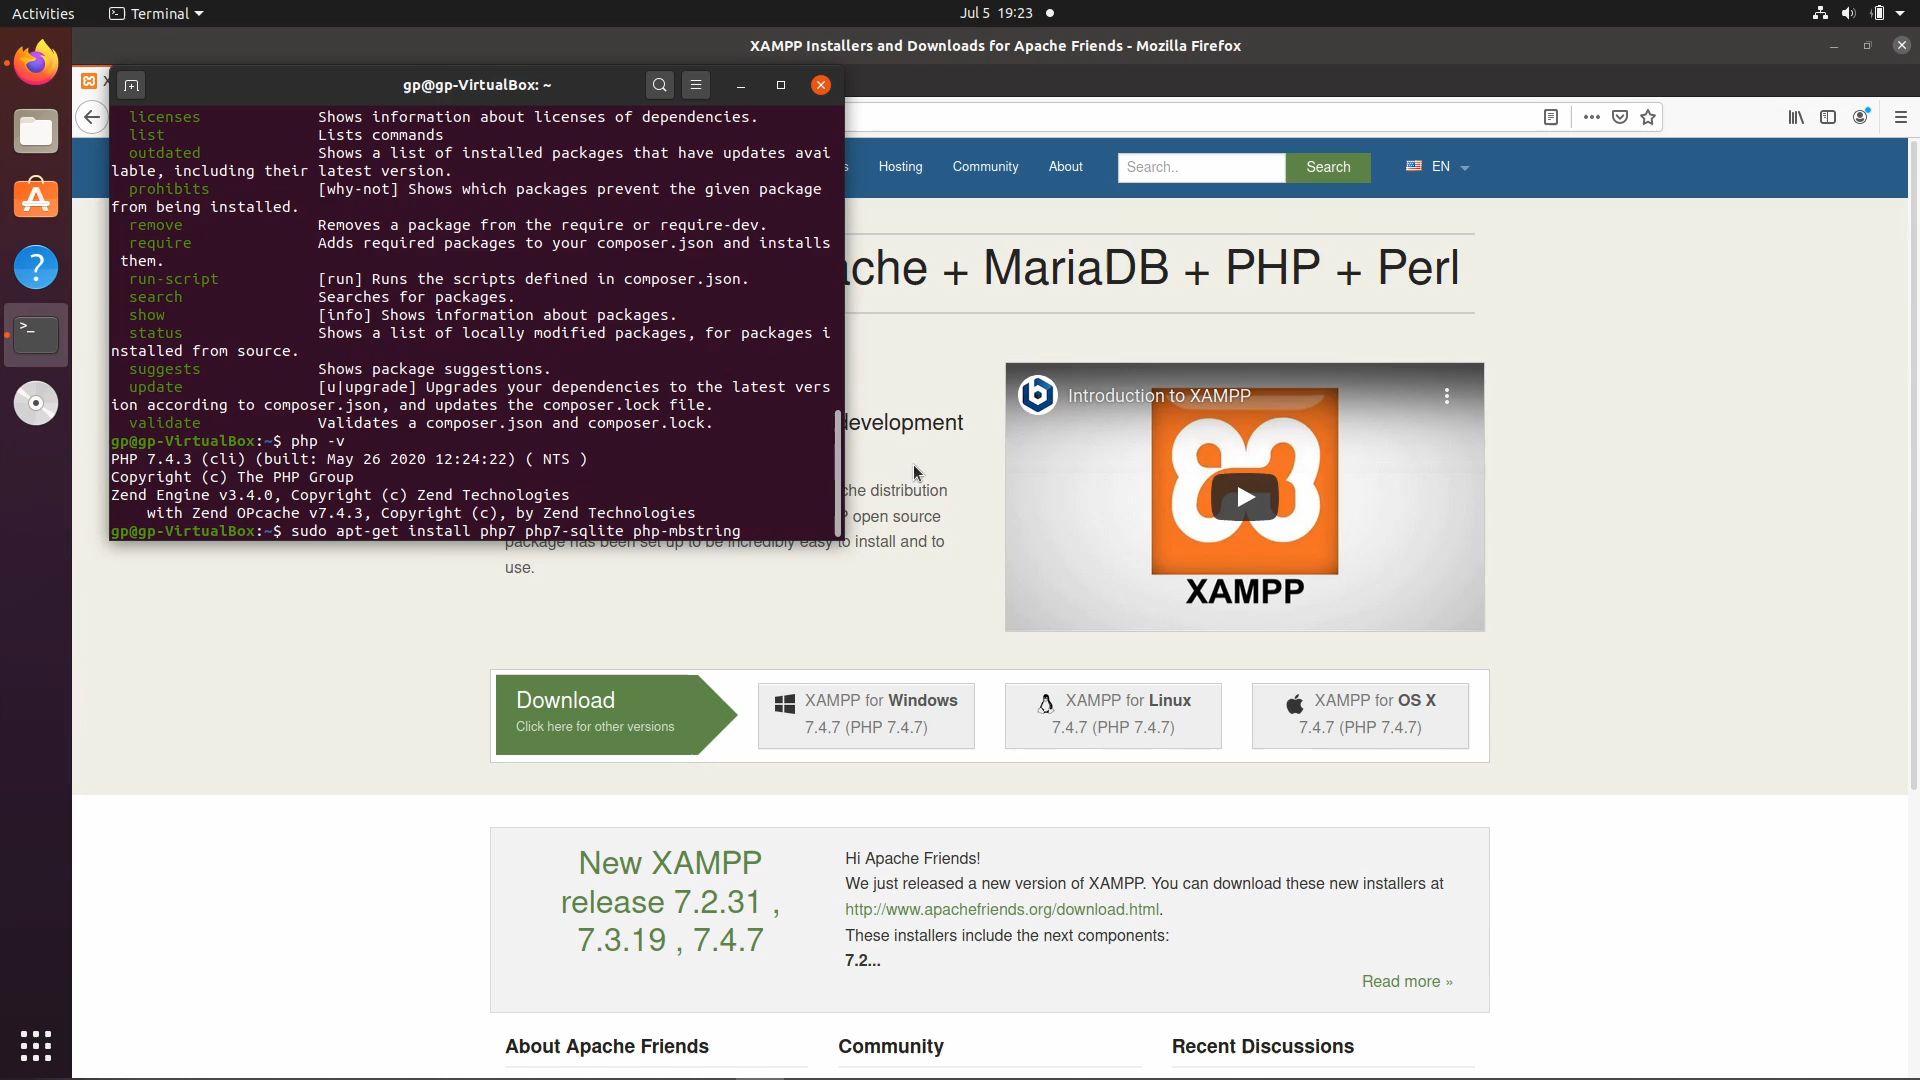 Activities
Terminal
Jul 5 19:23
XAMPP Installers and Downloads for Apache Friends - Mozilla Firefox
gp@gp-VirtualBox: ~
licenses Shows information about licenses of dependencies.
list Lists commands
outdated Shows a list of installed packages that have updates avai
lable, including their latest version.
prohibits [why-not] Shows which packages prevent the given package
from being installed.
remove Removes a package from the require or require-dev.
require Adds required packages to your composer.json and installs
them.
run-script [run] Runs the scripts defined in composer.json.
search Searches for packages.
show [info] Shows information about packages.
status Shows a list of locally modified packages, for packages i
nstalled from source.
suggests Shows package suggestions.
update [u|upgrade] Upgrades your dependencies to the latest vers
ion according to composer.json, and updates the composer.lock file.
validate Validates a composer.json and composer.lock.
gp@gp-VirtualBox:~$ php -v
PHP 7.4.3 (cli) (built: May 26 2020 12:24:22) ( NTS )
Copyright (c) The PHP Group
Zend Engine v3.4.0, Copyright (c) Zend Technologies
with Zend OPcache v7.4.3, Copyright (c), by Zend Technologies
gp@gp-VirtualBox:~$ sudo apt-get install php7 php7-sqlite php-mbstring
s Hosting Community About
Search..
Search
EN
ache + MariaDB + PHP + Perl
development
che distribution
P open source
package has been set up to be incredibly easy to install and to
use.
Introduction to XAMPP
XAMPP
Download
Click here for other versions
XAMPP for Windows
7.4.7 (PHP 7.4.7)
XAMPP for Linux
7.4.7 (PHP 7.4.7)
XAMPP for OS X
7.4.7 (PHP 7.4.7)
New XAMPP
release 7.2.31 ,
7.3.19 , 7.4.7
Hi Apache Friends!
We just released a new version of XAMPP. You can download these new installers at
http://www.apachefriends.org/download.html.
These installers include the next components:
7.2...
Read more »
About Apache Friends
Community
Recent Discussions